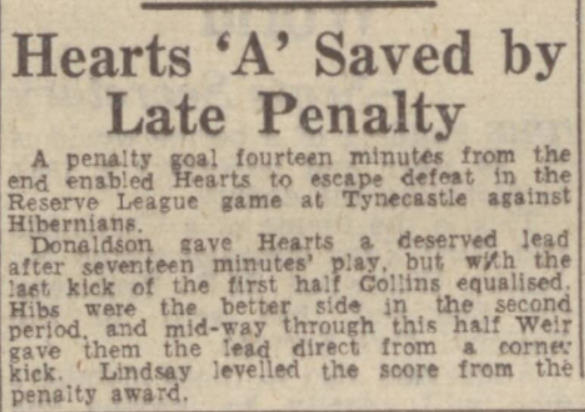 Hearts ‘A’ Saved by
Late Penalty
A penalty goal fourteen minutes from the
end enabled Hearts to escape defeat in the
Reserve League game at Tynecastle against
Hibernians.
Donaldson gave Hearts a deserved lead
after seventeen minutes' play, but with the
last kick of the first half Collins equalised.
Hibs were the better side in the second
period, and mid-way through this half Weir
gave them the lead direct from a corner
kick. Lindsay levelled the score from the
penalty award.